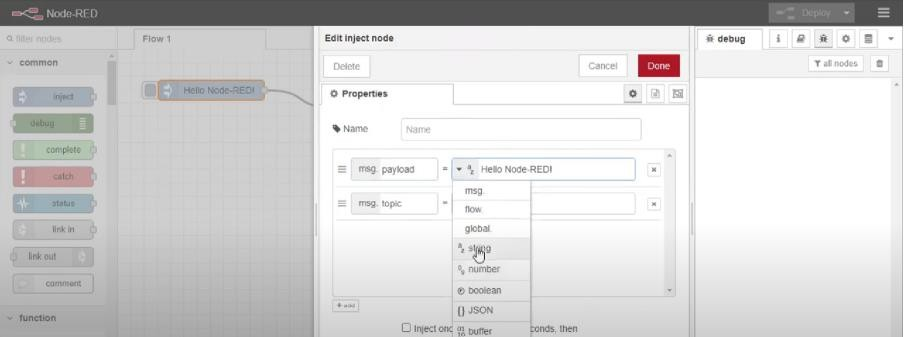 Node-RED
Deploy
filter nodes
Flow 1
Edit inject node
debug
i
Delete
Cancel
Done
all nodes
common
Properties
inject
Hello Node-RED!
debug
Name
Name
complete
msg. payload
=
a z
Hello Node-RED!
x
catch
msg.
status
msg. topic
=
flow.
x
link in
global.
link out
a z string
0 9 number
comment
boolean
+ add
{} JSON
function
Inject onc
conds, then
buffer